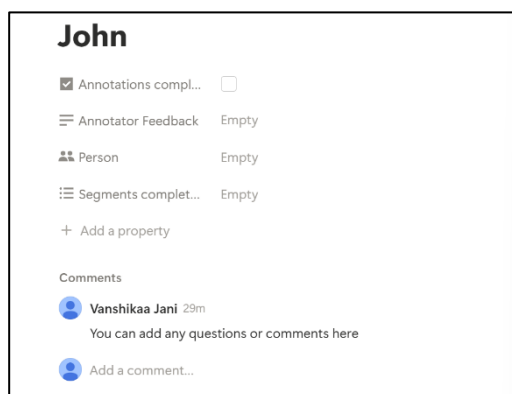 John
Annotations compl...
Annotator Feedback Empty
Person Empty
Segments complet... Empty
+ Add a property
Comments
Vanshikaa Jani 29m
You can add any questions or comments here
Add a comment...